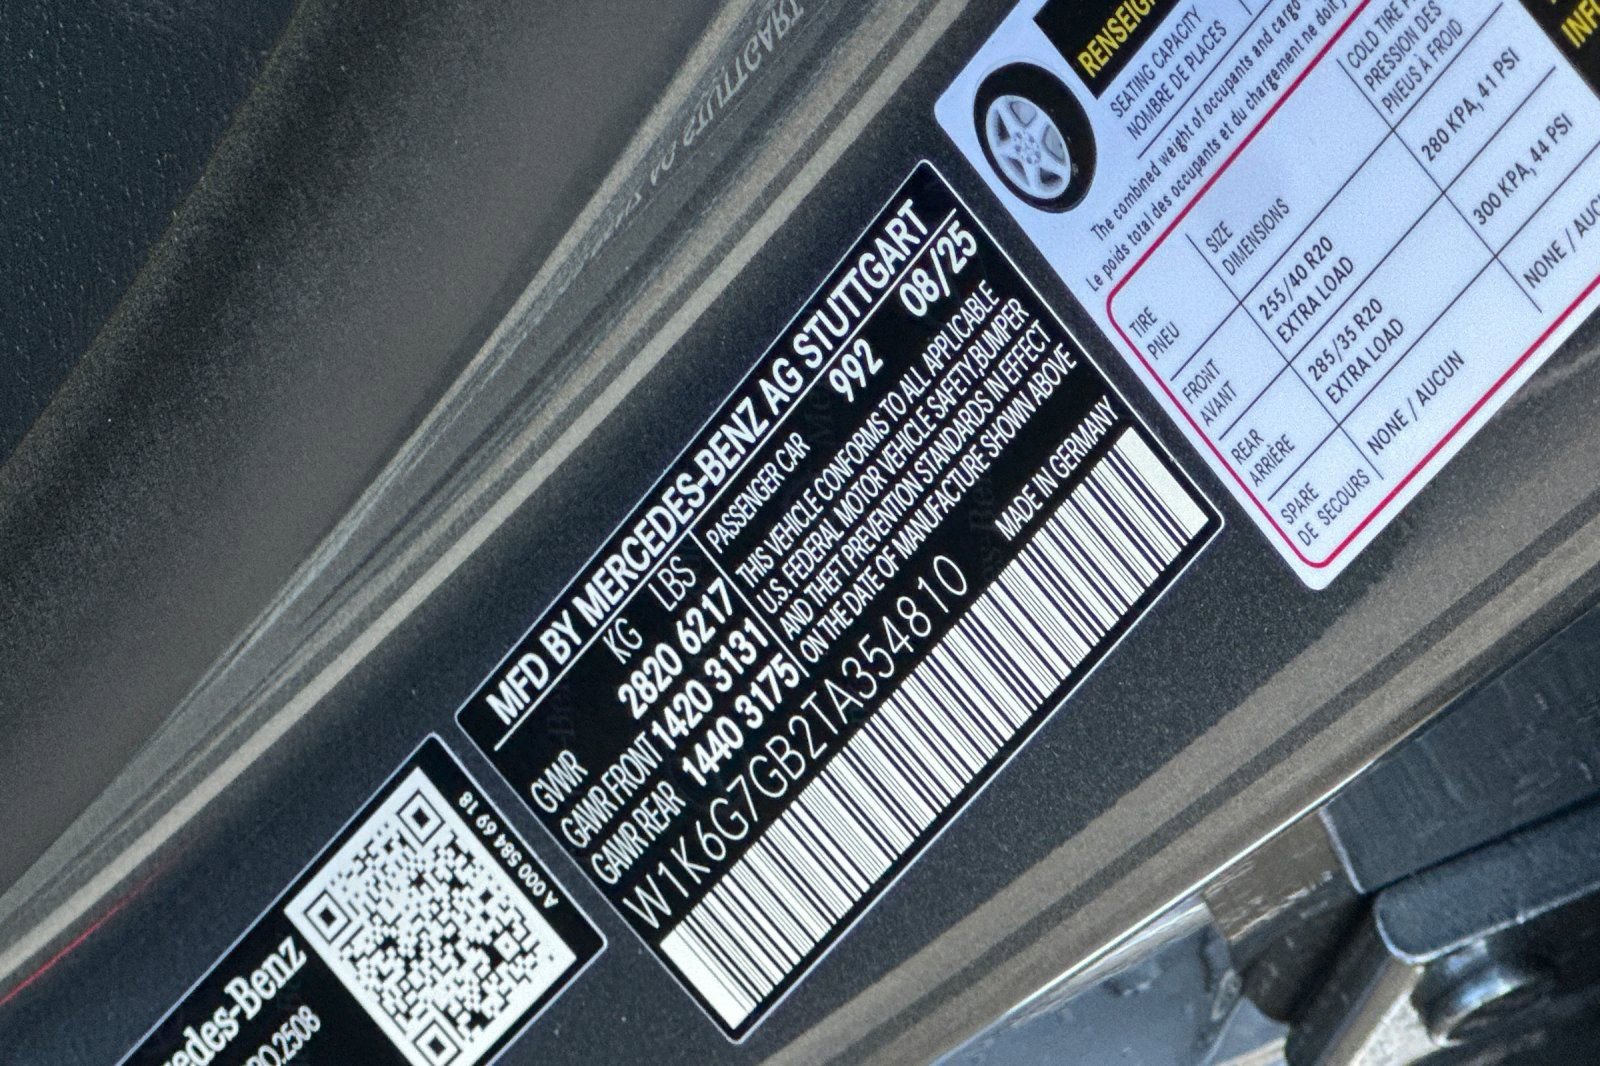 MFD BY MERCEDES-BENZ AG STUTTGART
08/25
KG LBS
PASSENGER CAR 992
GVWR 2820 6217
GAWR FRONT 1420 3131
GAWR REAR 1440 3175
THIS VEHICLE CONFORMS TO ALL APPLICABLE
U.S. FEDERAL MOTOR VEHICLE SAFETY,BUMPER
AND THEFT PREVENTION STANDARDS IN EFFECT
ON THE DATE OF MANUFACTURE SHOWN ABOVE
MADE IN GERMANY
W1K6G7GB2TA354810
A 000 584 69 18
SEATING CAPACITY
NOMBRE DE PLACES
The combined weight of occupants and cargo
Le poids total des occupants et du chargement ne doit
TIRE
PNEU
SIZE
DIMENSIONS
COLD TIRE
PRESSION DES
PNEUS À FROID
FRONT
AVANT
255/40 R20
EXTRA LOAD
280 KPA, 41 PSI
REAR
ARRIÈRE
285/35 R20
EXTRA LOAD
300 KPA, 44 PSI
SPARE
DE SECOURS
NONE / AUCUN
NONE /